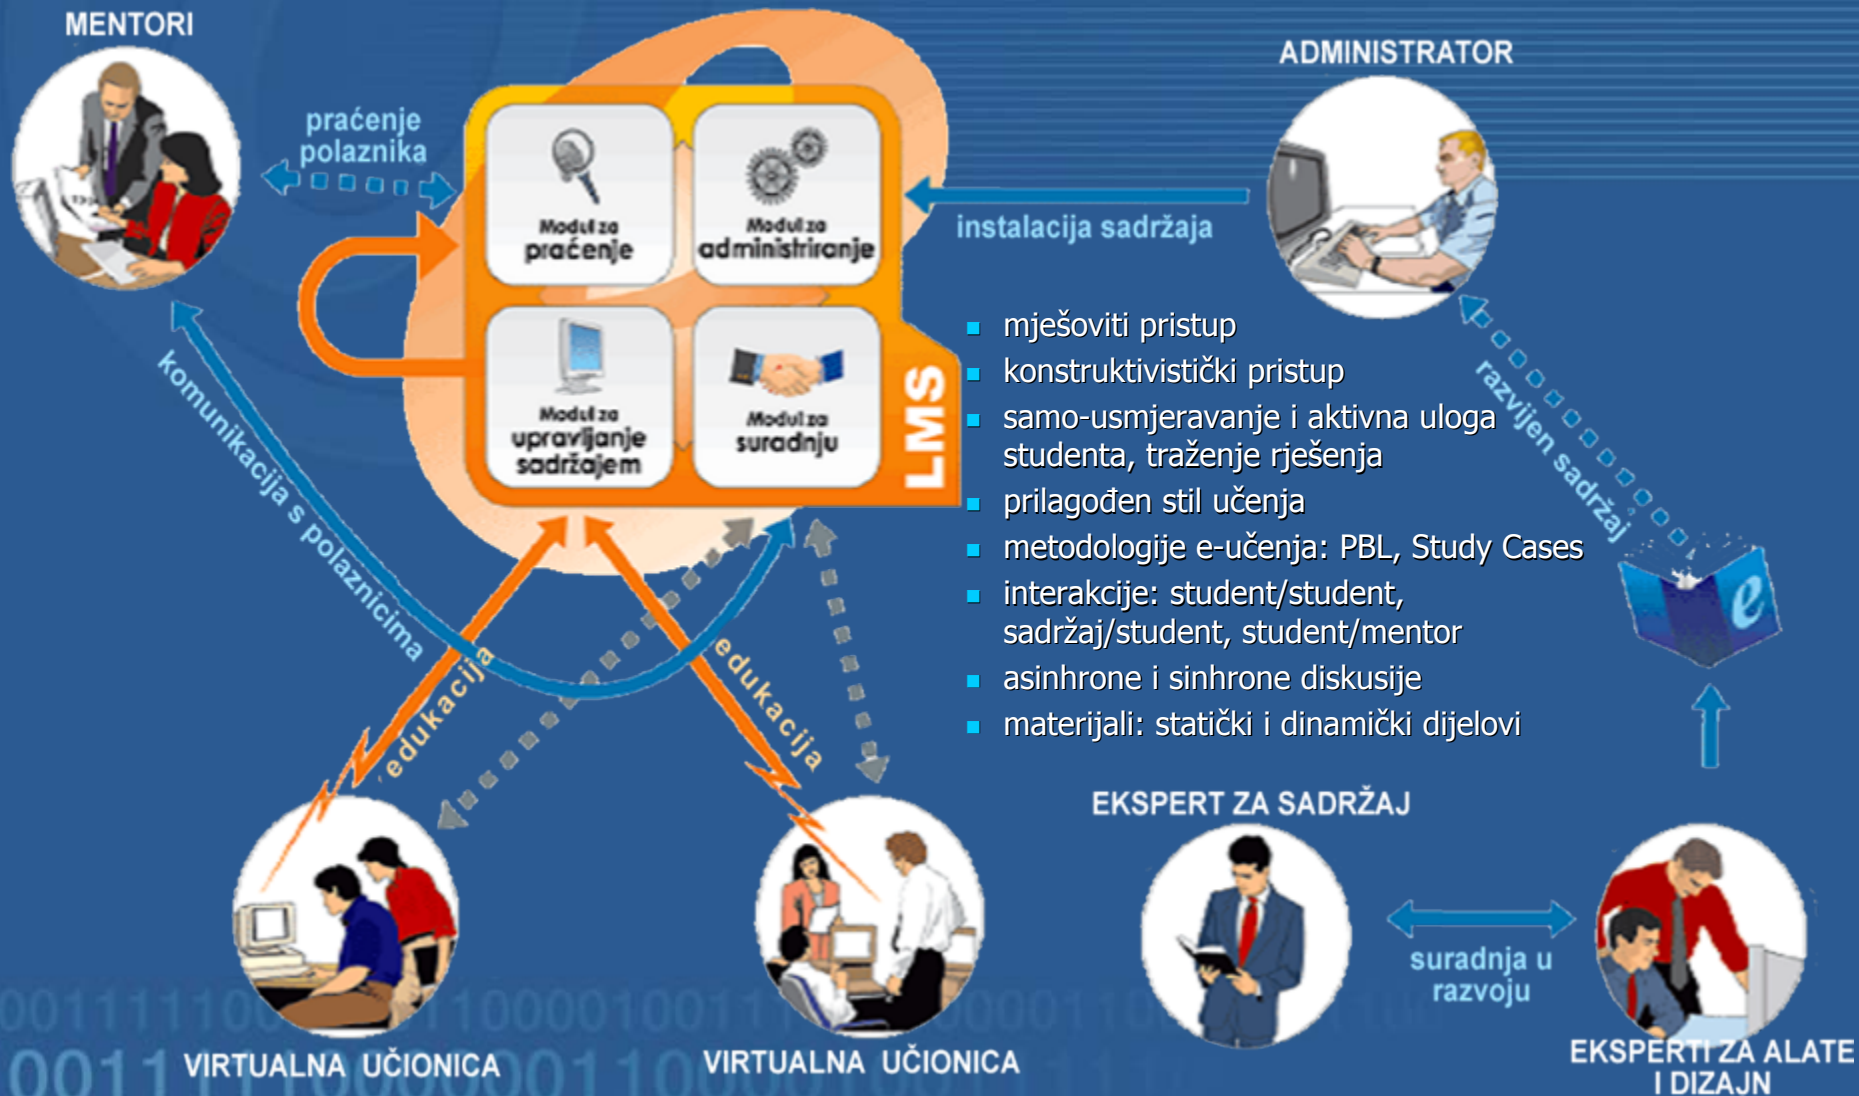 MENTORI
ADMINISTRATOR
praćenje
polaznika
Modul za
praćenje
Modul za
administriranje
instalacija sadržaja
Modul za
upravljanje
sadržajem
Modul za
suradnju
LMS
komunikacija s polaznicima
mješoviti pristup
konstruktivistički pristup
samo-usmjeravanje i aktivna uloga
studenta, traženje rješenja
prilagođen stil učenja
metodologije e-učenja: PBL, Study Cases
interakcije: student/student,
sadržaj/student, student/mentor
asinhrone i sinhrone diskusije
materijali: statički i dinamički dijelovi
razvijen sadržaj
e
edukacija
edukacija
EKSPERT ZA SADRŽAJ
suradnja u
razvoju
VIRTUALNA UČIONICA
VIRTUALNA UČIONICA
EKSPERTI ZA ALATE
I DIZAJN